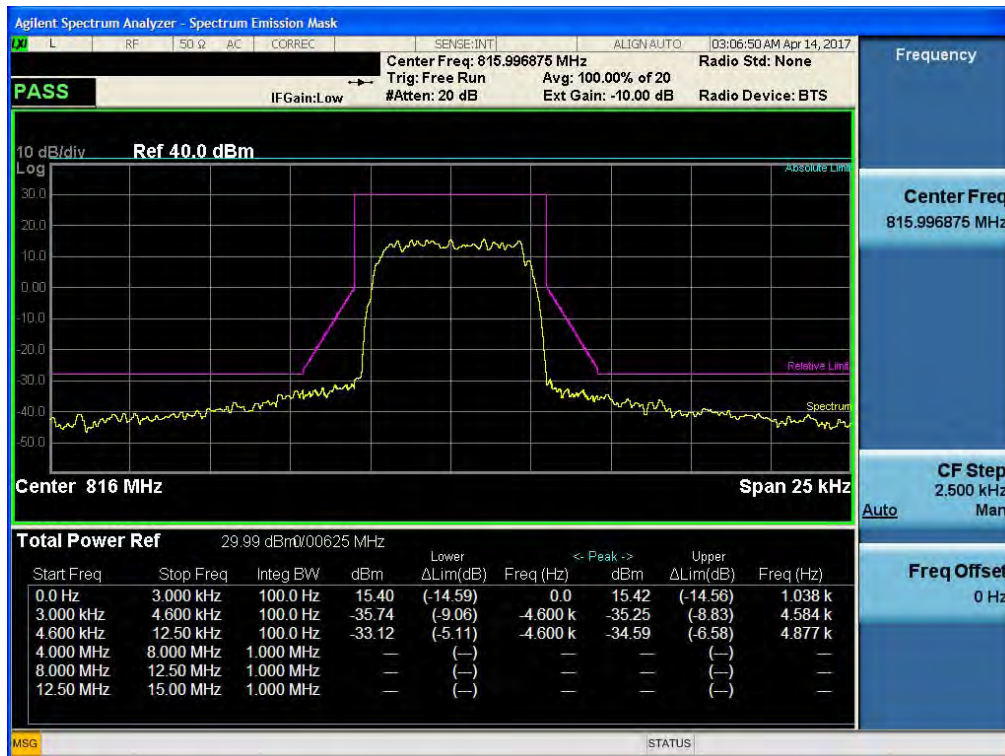 Agilent Spectrum Analyzer - Spectrum Emission Mask
LXI L RF 50 Ω AC CORREC SENSE:INT ALIGN AUTO 03:06:50 AM Apr 14, 2017
Center Freq: 815.996875 MHz Radio Std: None
Trig: Free Run Avg: 100.00% of 20
PASS IFGain:Low #Atten: 20 dB Ext Gain: -10.00 dB Radio Device: BTS
10 dB/div Ref 40.0 dBm
Log
Absolute Limit
30.0
20.0
10.0
0.00
-10.0
-20.0
Relative Limit
-30.0
Spectrum
-40.0
-50.0
Center 816 MHz Span 25 kHz
Total Power Ref 29.99 dBm/0.00625 MHz
Lower <- Peak -> Upper
Start Freq Stop Freq Integ BW dBm ΔLim(dB) Freq (Hz) dBm ΔLim(dB) Freq (Hz)
0.0 Hz 3.000 kHz 100.0 Hz 15.40 (-14.59) 0.0 15.42 (-14.56) 1.038 k
3.000 kHz 4.600 kHz 100.0 Hz -35.74 (-9.06) -4.600 k -35.25 (-8.83) 4.584 k
4.600 kHz 12.50 kHz 100.0 Hz -33.12 (-5.11) -4.600 k -34.59 (-6.58) 4.877 k
4.000 MHz 8.000 MHz 1.000 MHz — (—) — — (—) —
8.000 MHz 12.50 MHz 1.000 MHz — (—) — — (—) —
12.50 MHz 15.00 MHz 1.000 MHz — (—) — — (—) —
MSG STATUS
Frequency
Center Freq
815.996875 MHz
CF Step
2.500 kHz
Auto Man
Freq Offset
0 Hz